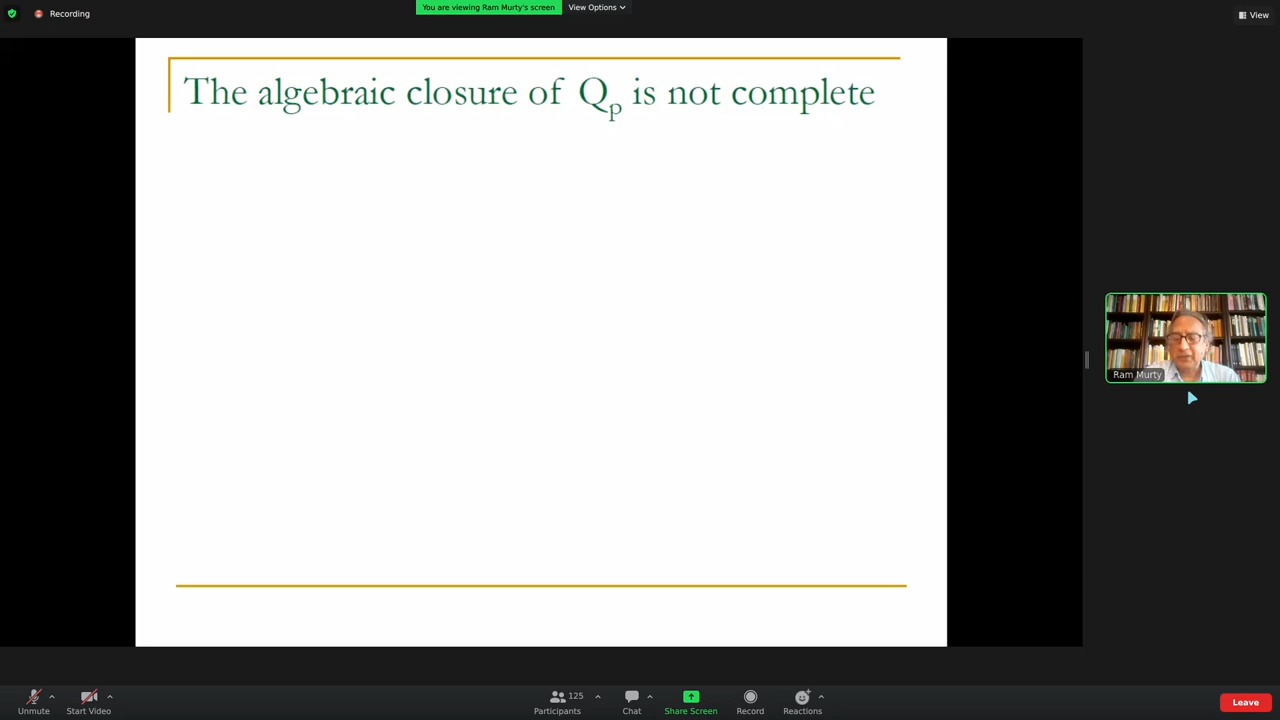 Recording
You are viewing Ram Murty's screen
View Options
View
The algebraic closure of Qp is not complete
Ram Murty
125
Unmute
Start Video
Participants
Chat
Share Screen
Record
Reactions
Leave